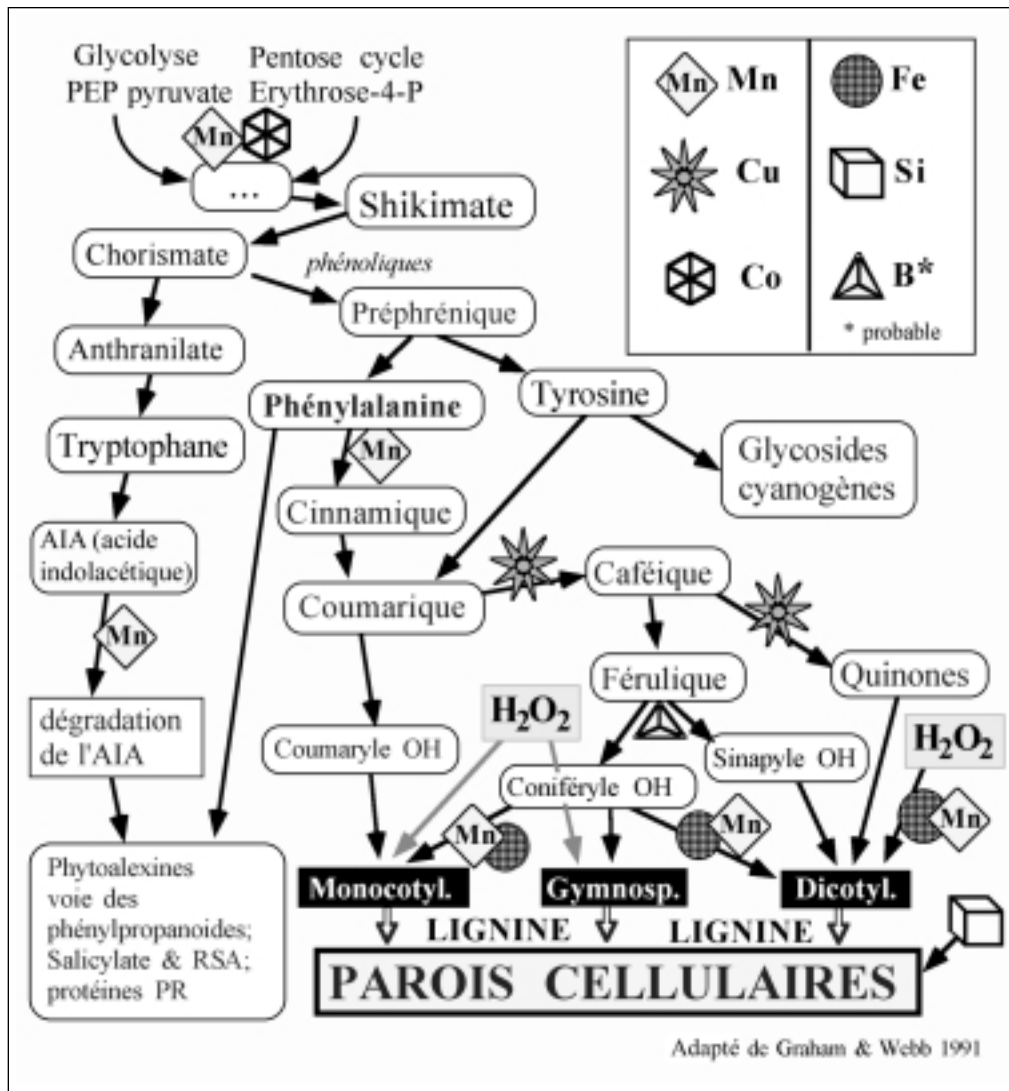 Glycolyse
PEP pyruvate
Pentose cycle
Erythrose-4-P
Mn
...
Shikimate
Chorismate
phénoliques
Préphrénique
Anthranilate
Phénylalanine
Tyrosine
Tryptophane
Mn
Glycosides
cyanogènes
Cinnamique
AIA (acide
indolacétique)
Coumarique
Caféique
Mn
Férulique
Quinones
dégradation
de l'AIA
H2O2
H2O2
Coumaryle OH
Coniféryle OH
Sinapyle OH
Mn
Mn
Mn
Phytoalexines
voie des
phénylpropanoides;
Salicylate & RSA;
protéines PR
Monocotyl.
Gymnosp.
Dicotyl.
LIGNINE
LIGNINE
PAROIS CELLULAIRES
Mn Mn
Fe
Cu
Si
Co
B*
* probable
Adapté de Graham & Webb 1991